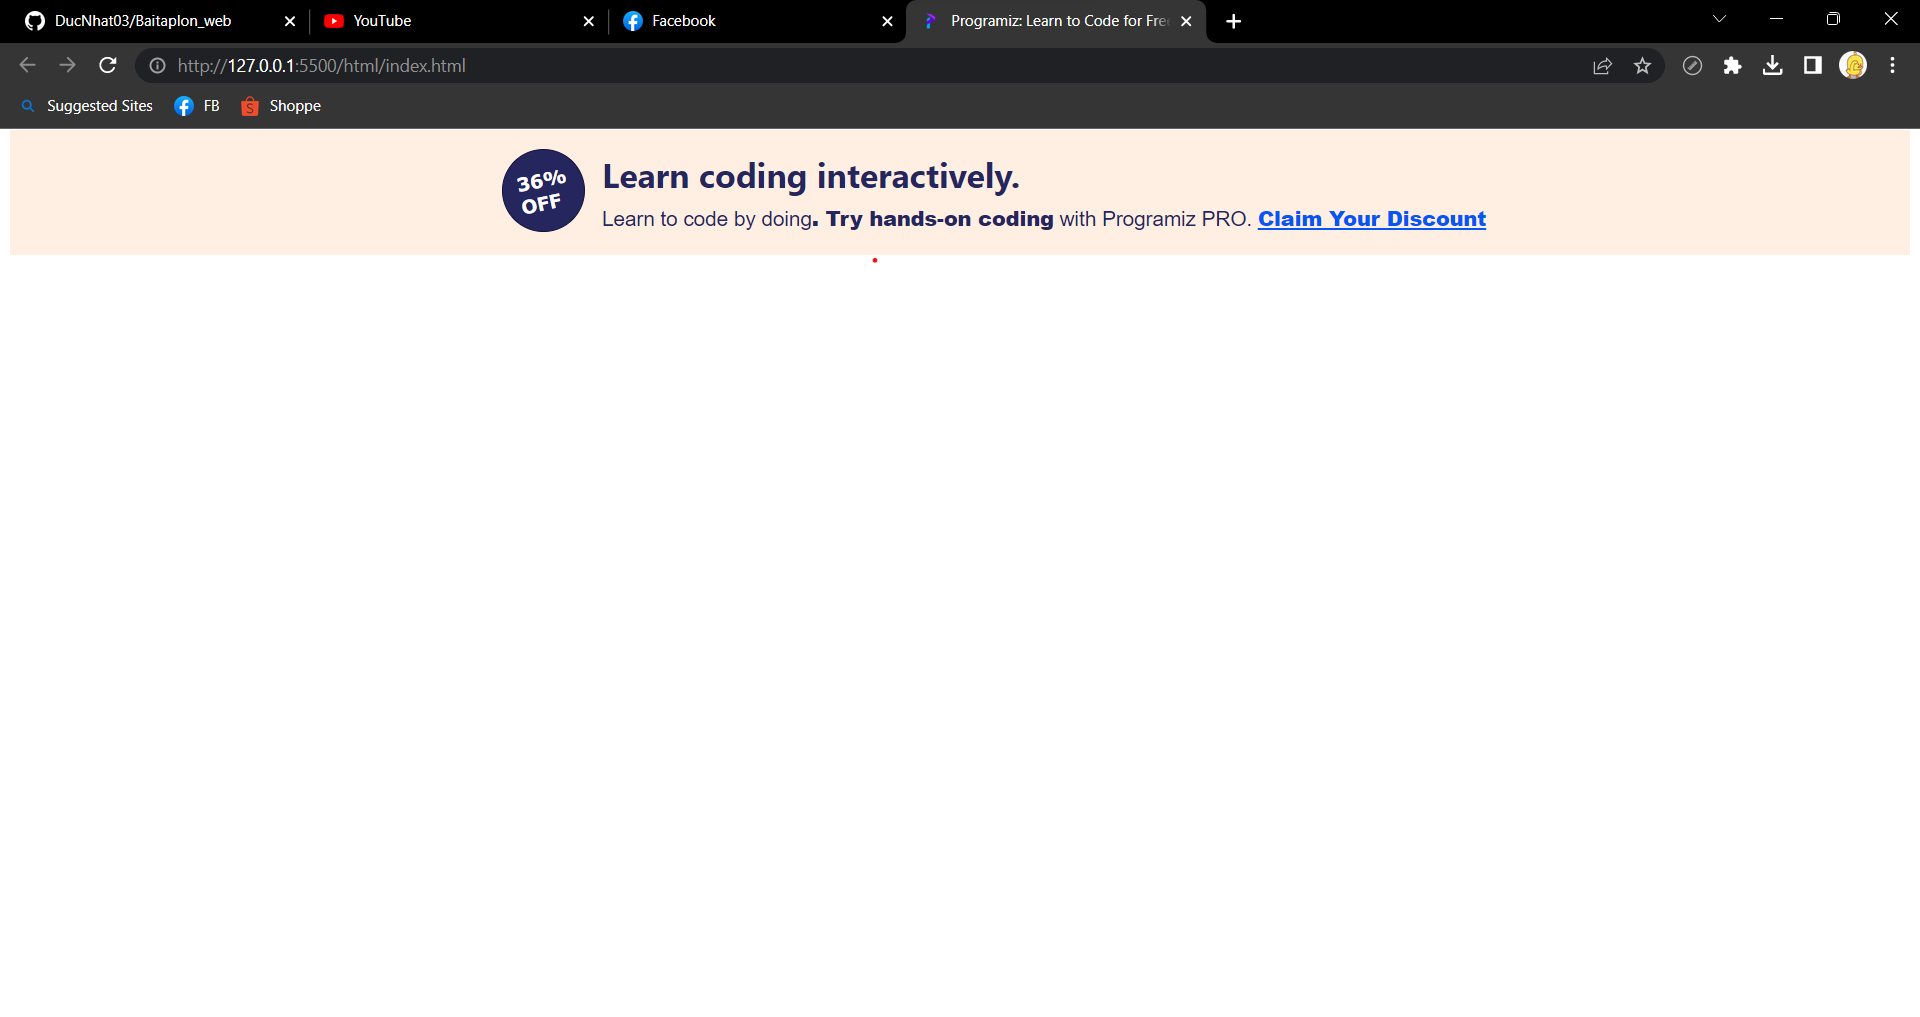 DucNhat03/Baitaplon_web
YouTube
Facebook
Programiz: Learn to Code for Fre
http://127.0.0.1:5500/html/index.html
Suggested Sites
FB
Shoppe
36%
OFF
Learn coding interactively.
Learn to code by doing. Try hands-on coding with Programiz PRO. Claim Your Discount